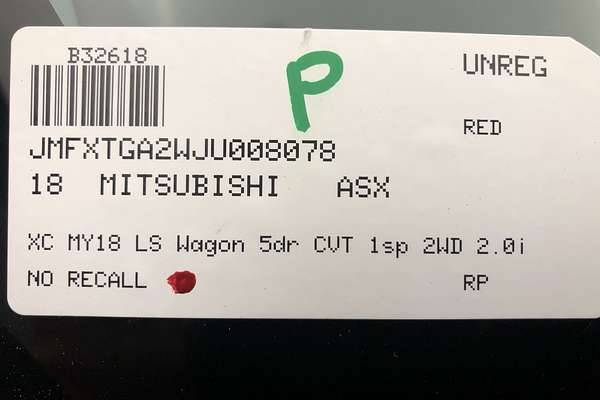 B32618
P
UNREG
RED
JMFXTGA2WJU008078
18 MITSUBISHI ASX
XC MY18 LS Wagon 5dr CVT 1sp 2WD 2.0i
NO RECALL
RP